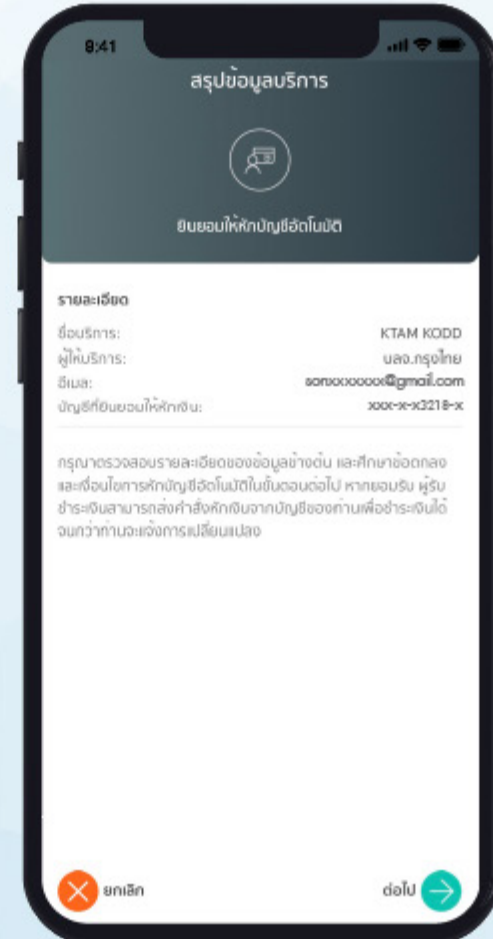 9:41
สรุปข้อมูลบริการ
ยินยอมให้หักบัญชีอัตโนมัติ
รายละเอียด
ชื่อบริการ: KTAM KODD
ผู้ให้บริการ: บลจ.กรุงไทย
อีเมล: sonxxxxxxx@gmail.com
บัญชีที่ยินยอมให้หักเงิน: xxx-x-x3218-x
กรุณาตรวจสอบรายละเอียดของข้อมูลข้างต้น และศึกษาข้อตกลง
และเงื่อนไขการหักบัญชีอัตโนมัติในขั้นตอนต่อไป หากยอมรับ ผู้รับ
ชำระเงินสามารถส่งคำสั่งหักเงินจากบัญชีของท่านเพื่อชำระเงินได้
จนกว่าท่านจะแจ้งการเปลี่ยนแปลง
ยกเลิก ต่อไป